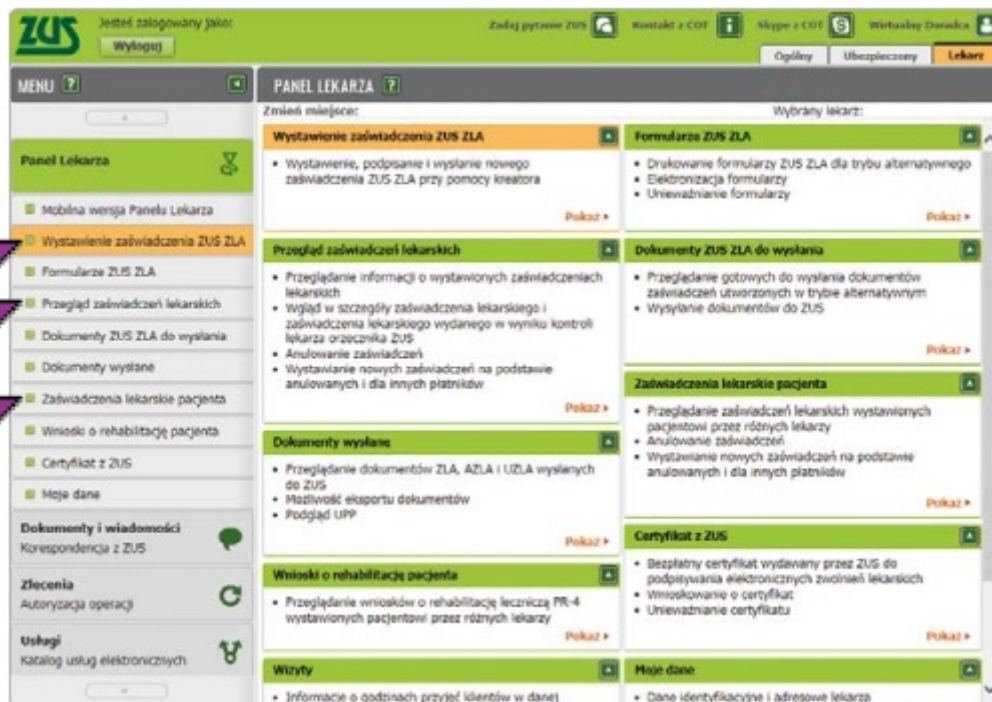 ZUS
Jesteś zalogowany jako:
Wyloguj
Zadaj pytanie ZUS
Kontakt z COT
Skype z COT
Wirtualny Doradca
Ogólny
Ubezpieczony
Lekarz
MENU ?
PANEL LEKARZA ?
Zmień miejsce:
Wybrany lekarz:
Panel Lekarza
Mobilna wersja Panelu Lekarza
Wystawienie zaświadczenia ZUS ZLA
Formularze ZUS ZLA
Przegląd zaświadczeń lekarskich
Dokumenty ZUS ZLA do wysłania
Dokumenty wysłane
Zaświadczenia lekarskie pacjenta
Wnioski o rehabilitację pacjenta
Certyfikat z ZUS
Moje dane
Dokumenty i wiadomości
Korespondencja z ZUS
Zlecenia
Autoryzacja operacji
Usługi
Katalog usług elektronicznych
Wystawienie zaświadczenia ZUS ZLA
• Wystawienie, podpisanie i wysłanie nowego
zaświadczenia ZUS ZLA przy pomocy kreatora
Pokaż
Przegląd zaświadczeń lekarskich
• Przeglądanie informacji o wystawionych zaświadczeniach
lekarskich
• Wgląd w szczegóły zaświadczenia lekarskiego i
zaświadczenia lekarskiego wydanego w wyniku kontroli
lekarza orzecznika ZUS
• Anulowanie zaświadczeń
• Wystawianie nowych zaświadczeń na podstawie
anulowanych i dla innych płatników
Pokaż
Dokumenty wysłane
• Przeglądanie dokumentów ZLA, AZLA i UZLA wysłanych
do ZUS
• Możliwość eksportu dokumentów
• Podgląd UPP
Pokaż
Wnioski o rehabilitację pacjenta
• Przeglądanie wniosków o rehabilitację leczniczą PR-4
wystawionych pacjentowi przez różnych lekarzy
Pokaż
Wizyty
• Informacje o godzinach przyjęć klientów w danej
Formularze ZUS ZLA
• Drukowanie formularzy ZUS ZLA dla trybu alternatywnego
• Elektronizacja formularzy
• Unieważnianie formularzy
Pokaż
Dokumenty ZUS ZLA do wysłania
• Przeglądanie gotowych do wysłania dokumentów
zaświadczeń utworzonych w trybie alternatywnym
• Wysyłanie dokumentów do ZUS
Pokaż
Zaświadczenia lekarskie pacjenta
• Przeglądanie zaświadczeń lekarskich wystawionych
pacjentowi przez różnych lekarzy
• Anulowanie zaświadczeń
• Wystawianie nowych zaświadczeń na podstawie
anulowanych i dla innych płatników
Pokaż
Certyfikat z ZUS
• Bezpłatny certyfikat wydawany przez ZUS do
podpisywania elektronicznych zwolnień lekarskich
• Wnioskowanie o certyfikat
• Unieważnianie certyfikatu
Pokaż
Moje dane
• Dane identyfikacyjne i adresowe lekarza